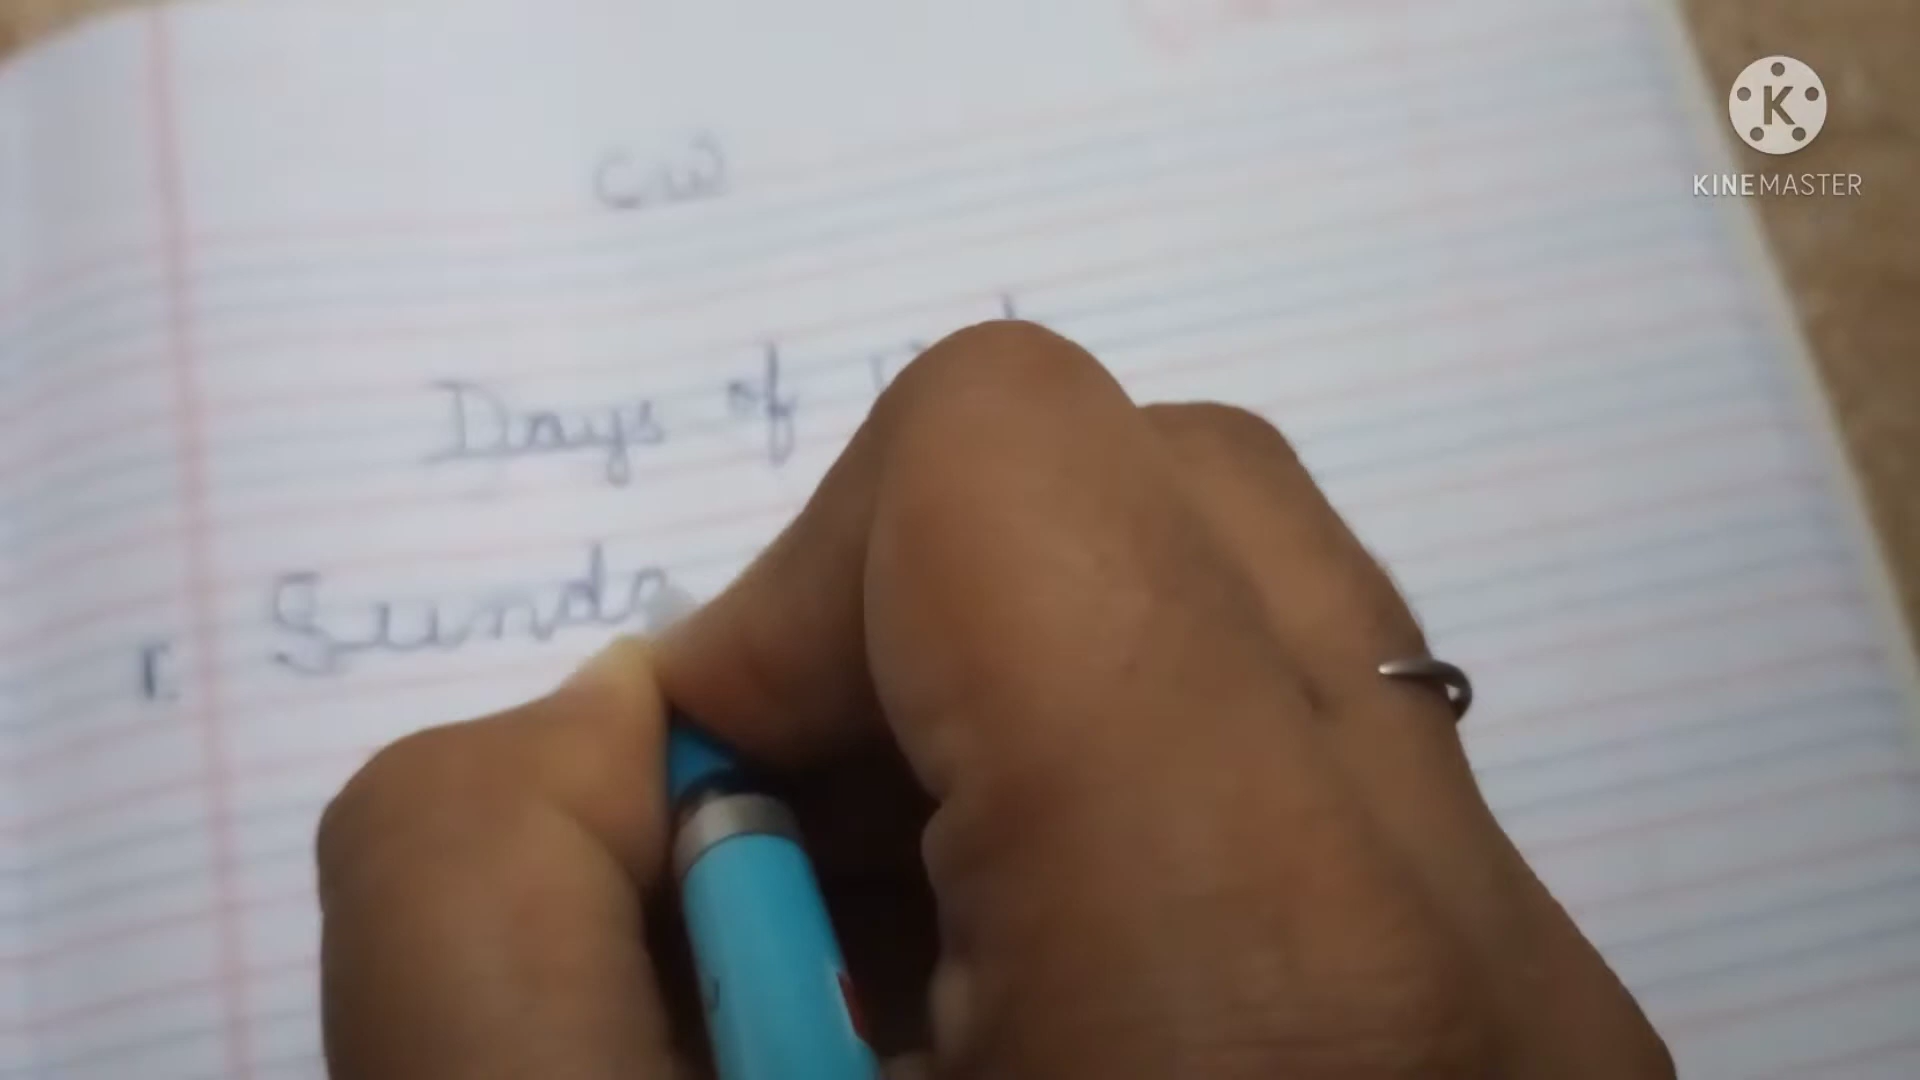 CW
Days of
1. Sunda
K
KINEMASTER